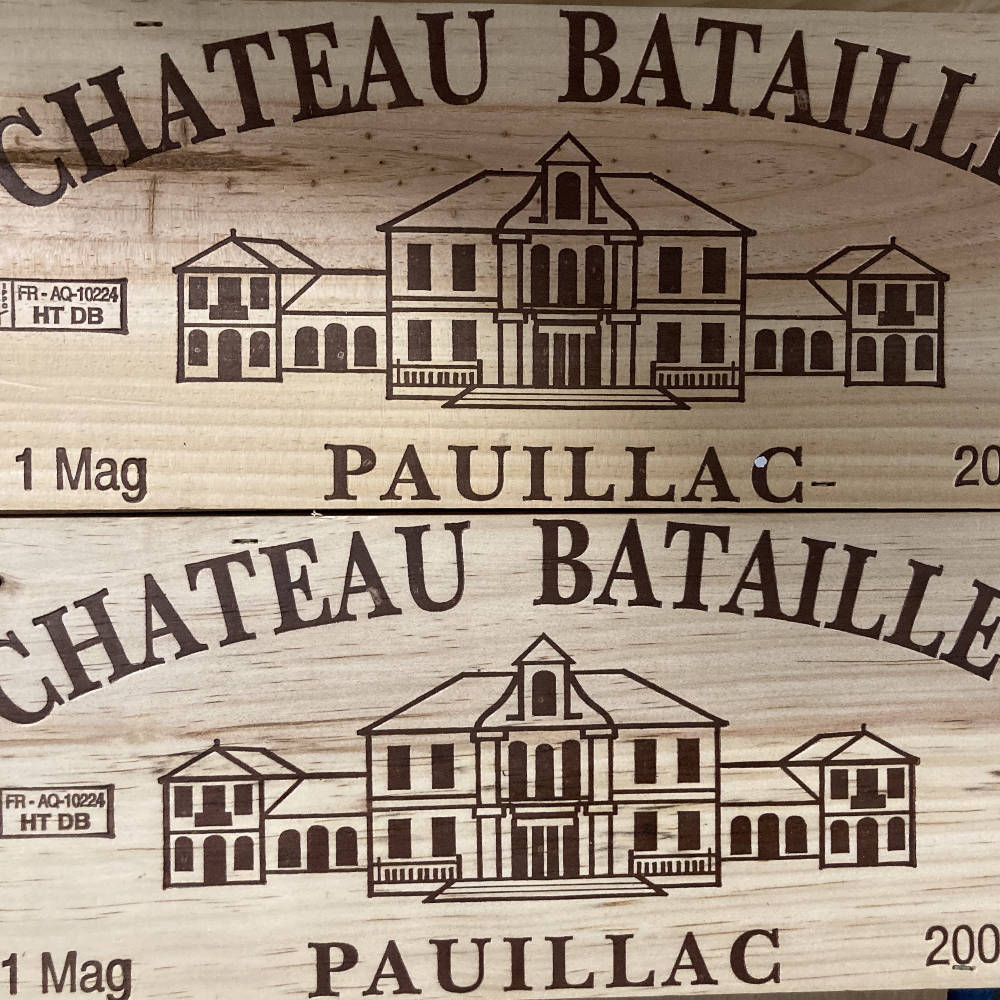 CHATEAU BATAILLE
IPPC FR - AQ-10224
HT DB
1 Mag PAUILLAC- 20
CHATEAU BATAILLE
FR - AQ-10224
HT DB
1 Mag PAUILLAC 200